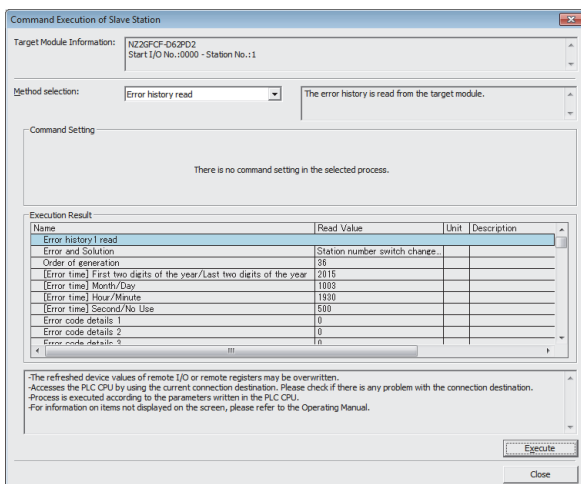 Command Execution of Slave Station
Target Module Information:
NZ2GFCF-D62PD2
Start I/O No.:0000 - Station No.:1
Method selection:
Error history read
The error history is read from the target module.
Command Setting
There is no command setting in the selected process.
Execution Result
Name Read Value Unit Description
Error history1 read
Error and Solution Station number switch change...
Order of generation 36
[Error time] First two digits of the year/Last two digits of the year 2015
[Error time] Month/Day 1003
[Error time] Hour/Minute 1930
[Error time] Second/No Use 500
Error code details 1 0
Error code details 2 0
Error code details 3 0
-The refreshed device values of remote I/O or remote registers may be overwritten.
-Accesses the PLC CPU by using the current connection destination. Please check if there is any problem with the connection destination.
-Process is executed according to the parameters written in the PLC CPU.
-For information on items not displayed on the screen, please refer to the Operating Manual.
Execute
Close